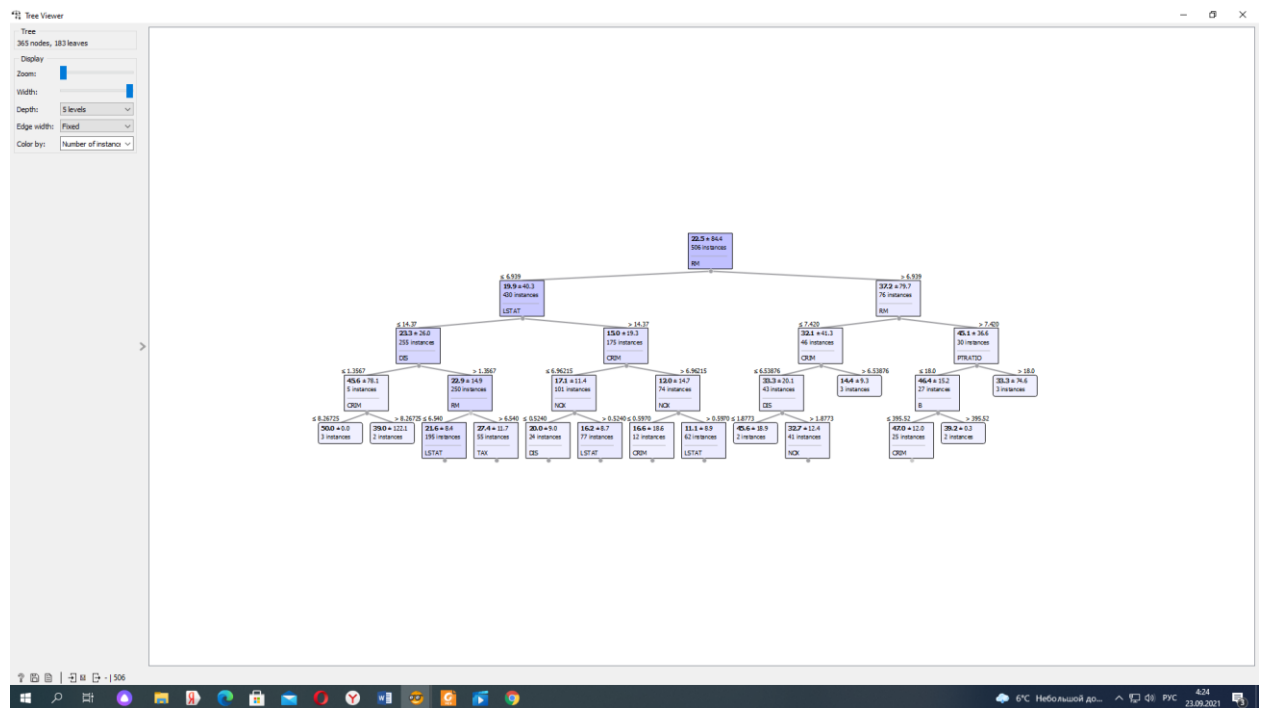 Tree Viewer
Tree
365 nodes, 183 leaves
Display
Zoom:
Width:
Depth: 5 levels
Edge width: Fixed
Color by: Number of instanc
22.5 ± 84.4
506 instances
RM
≤ 6.939
> 6.939
19.9 ± 40.3
430 instances
LSTAT
37.2 ± 79.7
76 instances
RM
≤ 14.37
> 14.37
≤ 7.420
> 7.420
23.3 ± 26.0
255 instances
DIS
15.0 ± 19.3
175 instances
CRIM
32.1 ± 41.3
46 instances
CRIM
45.1 ± 36.6
30 instances
PTRATIO
≤ 1.3567
> 1.3567
≤ 6.96215
> 6.96215
≤ 6.53876
> 6.53876
≤ 18.0
> 18.0
45.6 ± 78.1
5 instances
CRIM
22.9 ± 14.9
250 instances
RM
17.1 ± 11.4
101 instances
NOX
12.0 ± 14.7
74 instances
NOX
33.3 ± 20.1
43 instances
DIS
14.4 ± 9.3
3 instances
46.4 ± 15.2
27 instances
B
33.3 ± 74.6
3 instances
≤ 8.26725
> 8.26725
≤ 6.540
> 6.540
≤ 0.5240
> 0.5240
≤ 0.5970
> 0.5970
≤ 1.8773
> 1.8773
≤ 395.52
> 395.52
50.0 ± 0.0
3 instances
39.0 ± 122.1
2 instances
21.6 ± 8.4
195 instances
LSTAT
27.4 ± 11.7
55 instances
TAX
20.0 ± 9.0
24 instances
DIS
16.2 ± 8.7
77 instances
LSTAT
16.6 ± 18.6
12 instances
CRIM
11.1 ± 8.9
62 instances
LSTAT
45.6 ± 18.9
2 instances
32.7 ± 12.4
41 instances
NOX
47.0 ± 12.0
25 instances
CRIM
39.2 ± 0.3
2 instances
- | 506
6°C Небольшой до...
РУС
4:24
23.09.2021